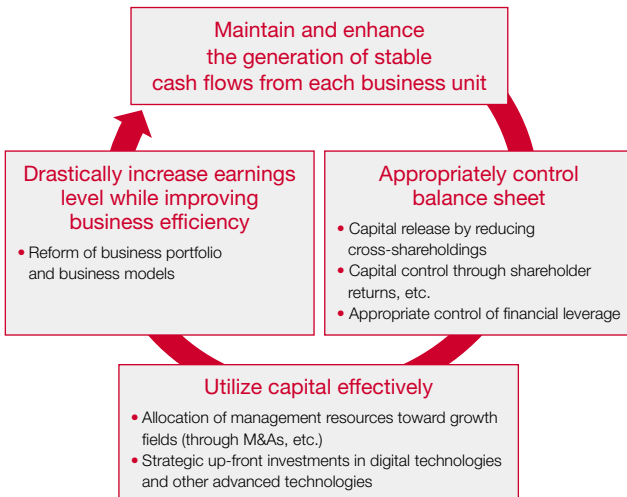 Maintain and enhance
the generation of stable
cash flows from each business unit
Drastically increase earnings
level while improving
business efficiency
• Reform of business portfolio
and business models
Appropriately control
balance sheet
• Capital release by reducing
cross-shareholdings
• Capital control through shareholder
returns, etc.
• Appropriate control of financial leverage
Utilize capital effectively
• Allocation of management resources toward growth
fields (through M&As, etc.)
• Strategic up-front investments in digital technologies
and other advanced technologies